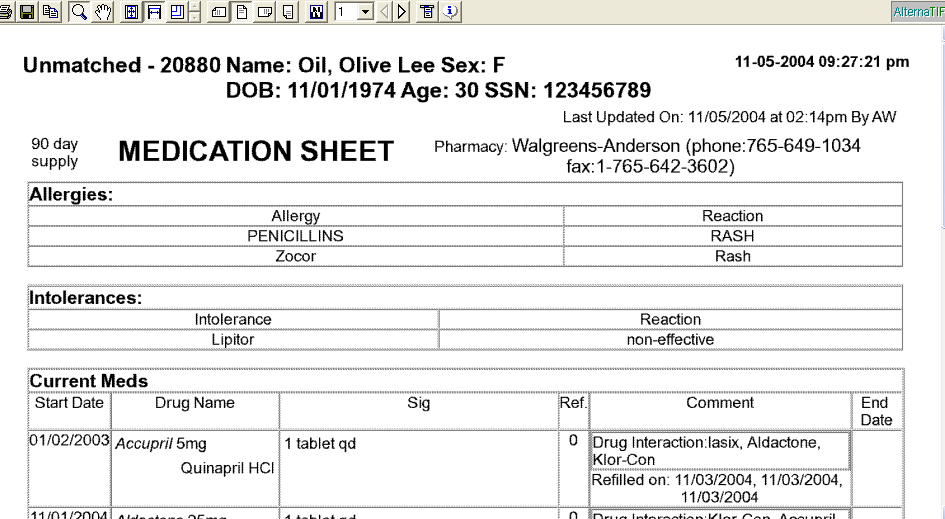 1
AlternaTIF
Unmatched - 20880 Name: Oil, Olive Lee Sex: F
11-05-2004 09:27:21 pm
DOB: 11/01/1974 Age: 30 SSN: 123456789
Last Updated On: 11/05/2004 at 02:14pm By AW
90 day
supply
MEDICATION SHEET
Pharmacy: Walgreens-Anderson (phone:765-649-1034
fax:1-765-642-3602)
Allergies:
Allergy Reaction
PENICILLINS RASH
Zocor Rash
Intolerances:
Intolerance Reaction
Lipitor non-effective
Current Meds
Start Date Drug Name Sig Ref. Comment End
Date
01/02/2003 Accupril 5mg 1 tablet qd 0 Drug Interaction:lasix, Aldactone,
Klor-Con
Quinapril HCl
Refilled on: 11/03/2004, 11/03/2004,
11/03/2004
11/01/2004 Aldactone 25mg 1 tablet qd 0 Drug Interaction:Klor-Con, Accupril